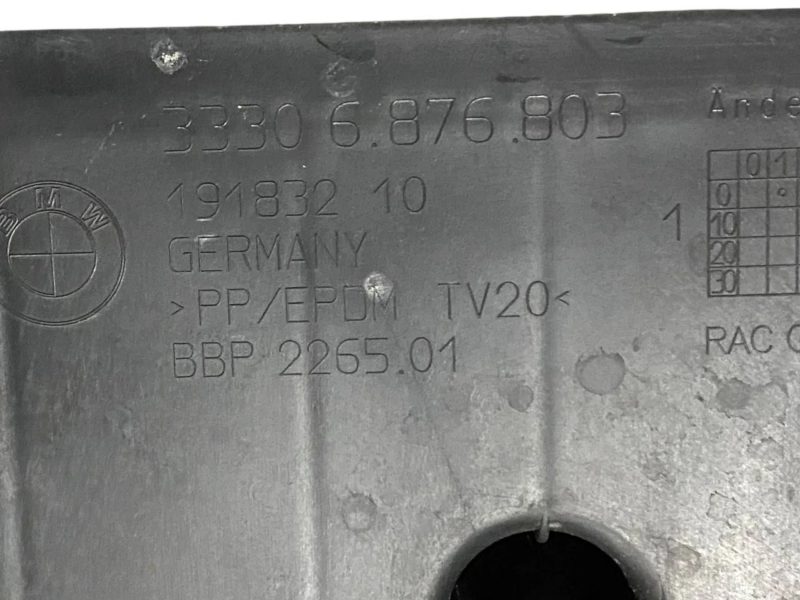 3330 6.876.803
191832 10
GERMANY
>PP/EPDM TV20<
BBP 2265.01
BMW
Ände
0 1
0
10
20
30
1
RAC